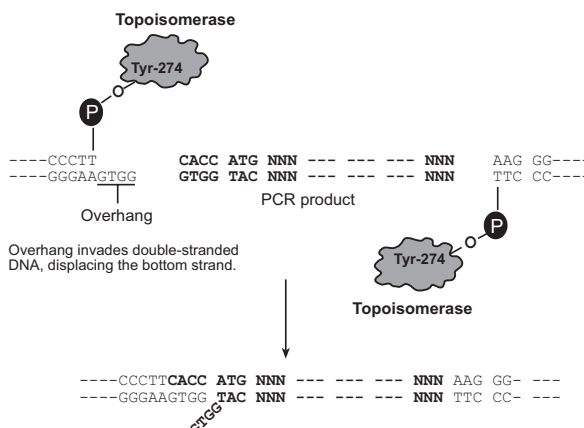 Topoisomerase
Tyr-274
O
P
----CCCTT CACC ATG NNN --- --- --- NNN AAG GG----
GGGAAGTGG GTGG TAC NNN --- --- --- NNN TTC CC----
Overhang
PCR product
P
O
Tyr-274
Topoisomerase
Overhang invades double-stranded
DNA, displacing the bottom strand.
----CCCTTCACC ATG NNN --- --- --- NNN AAG GG- ---
----GGGAAGTGG TAC NNN --- --- --- NNN TTC CC- ---
GTGG